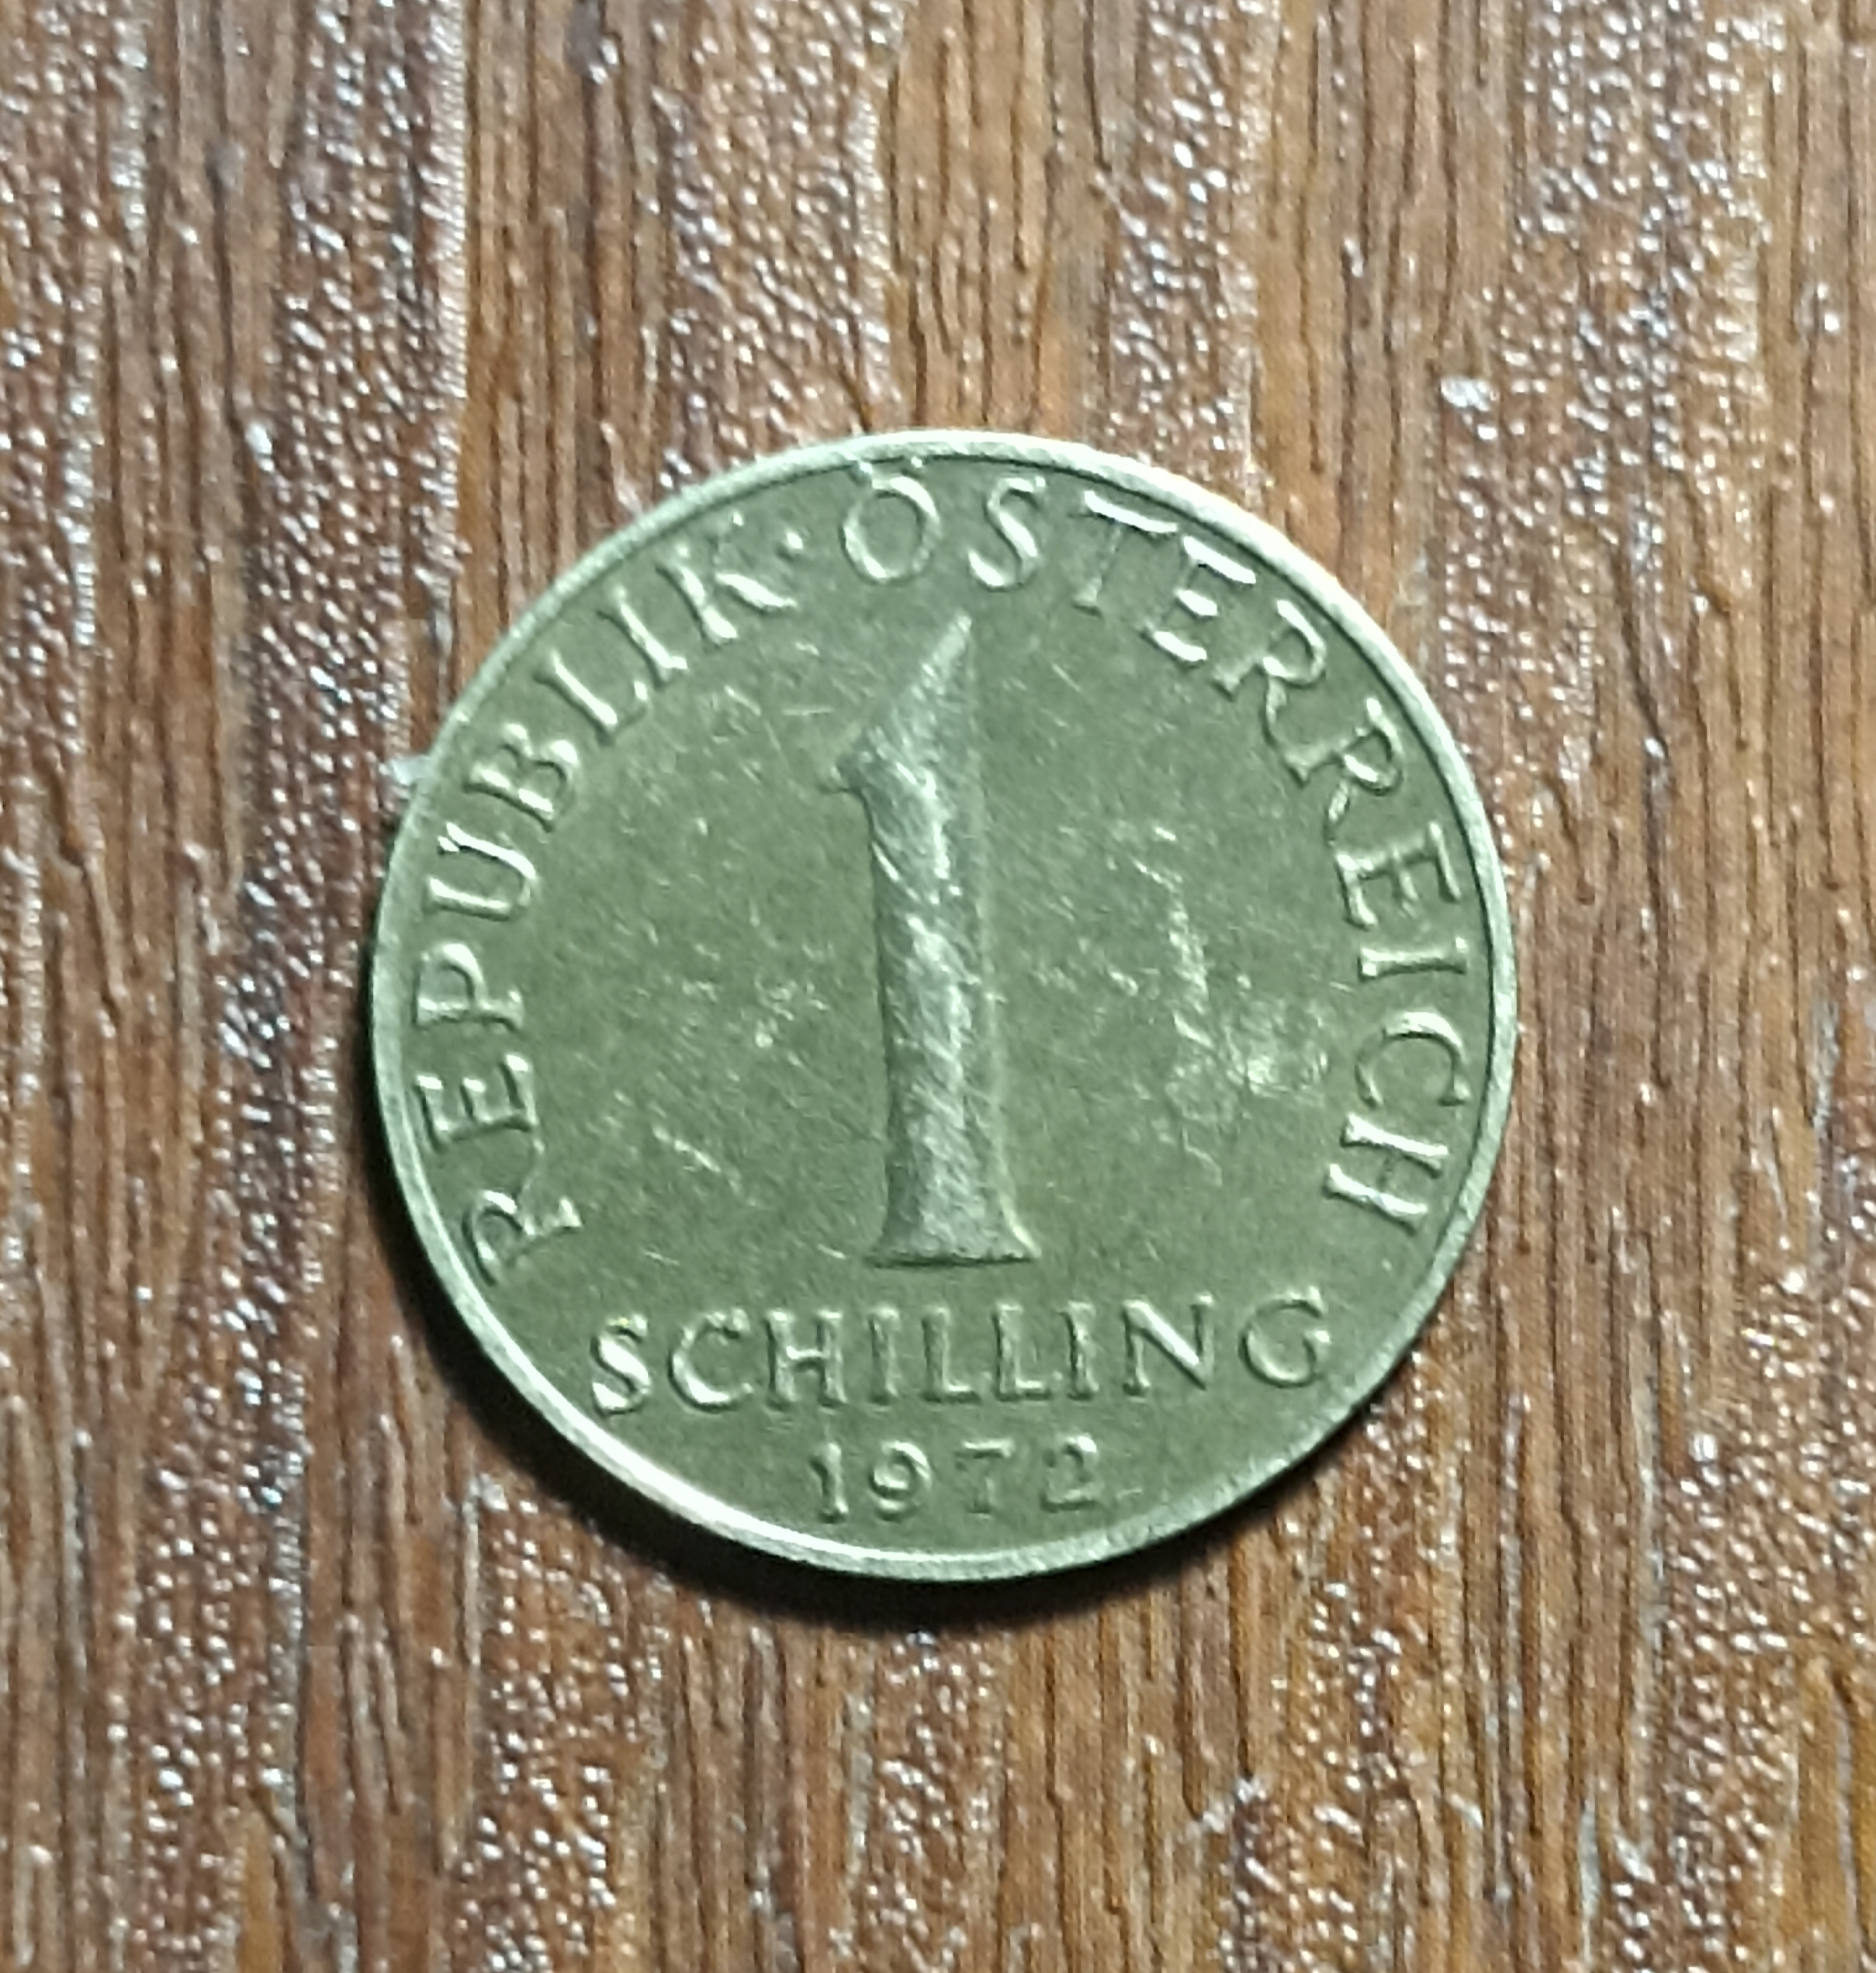 REPUBLIK · ÖSTERREICH
1
SCHILLING
1972